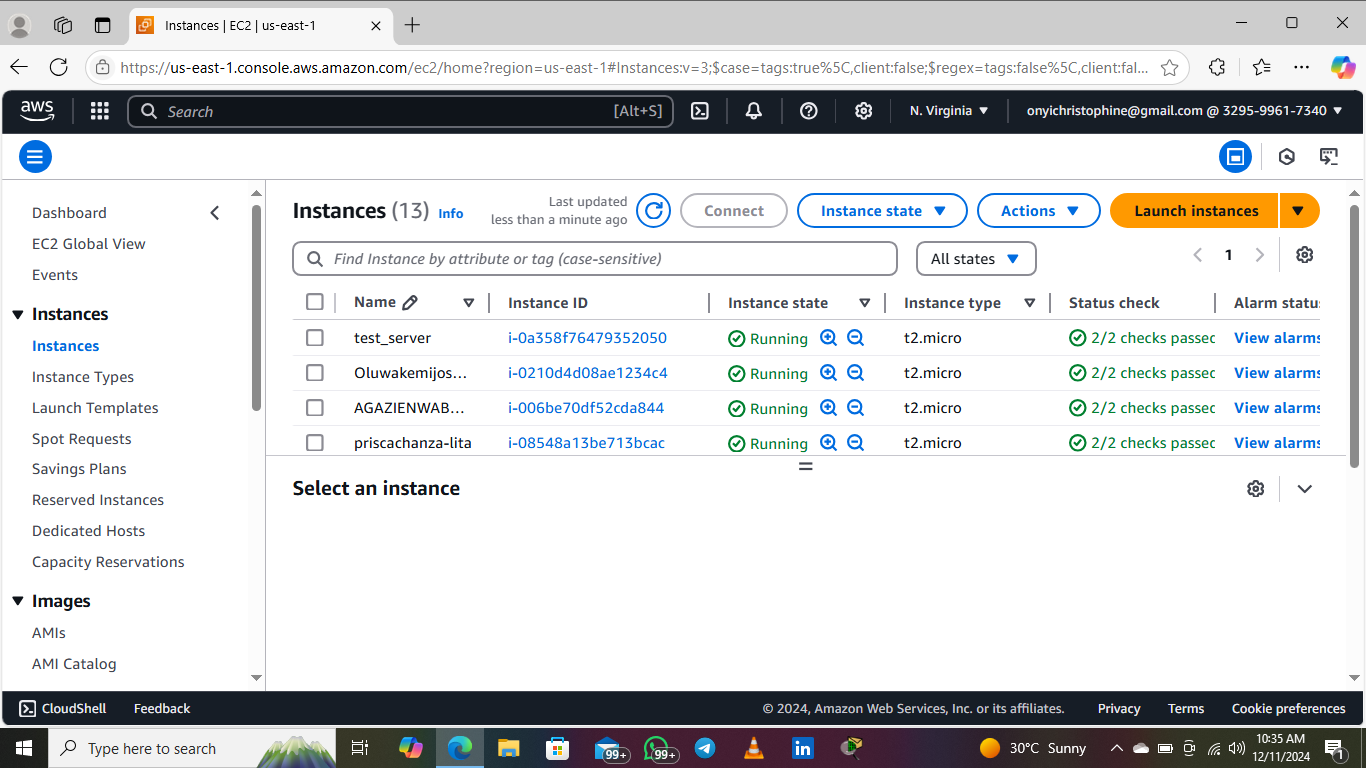 Instances | EC2 | us-east-1
https://us-east-1.console.aws.amazon.com/ec2/home?region=us-east-1#Instances:v=3;$case=tags:true%5C,client:false;$regex=tags:false%5C,client:fal...
aws
Search [Alt+S]
N. Virginia
onyichristophine@gmail.com @ 3295-9961-7340
Dashboard
EC2 Global View
Events
Instances
Instances
Instance Types
Launch Templates
Spot Requests
Savings Plans
Reserved Instances
Dedicated Hosts
Capacity Reservations
Images
AMIs
AMI Catalog
Instances (13) Info
Last updated
less than a minute ago
Connect
Instance state
Actions
Launch instances
Find Instance by attribute or tag (case-sensitive)
All states
1
Name Instance ID Instance state Instance type Status check Alarm statu
test_server i-0a358f76479352050 Running t2.micro 2/2 checks passed View alarms
Oluwakemijos... i-0210d4d08ae1234c4 Running t2.micro 2/2 checks passed View alarms
AGAZIENWAB... i-006be70df52cda844 Running t2.micro 2/2 checks passed View alarms
priscachanza-lita i-08548a13be713bcac Running t2.micro 2/2 checks passed View alarms
Select an instance
CloudShell
Feedback
© 2024, Amazon Web Services, Inc. or its affiliates.
Privacy
Terms
Cookie preferences
Type here to search
99+
99+
in
30°C Sunny
10:35 AM
12/11/2024
1